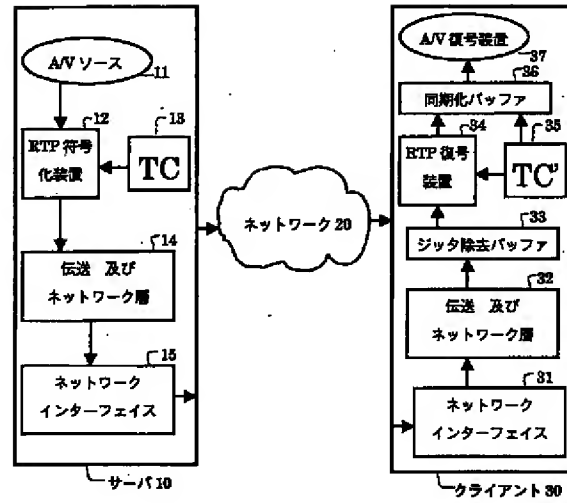 A/V ソース
11
12
13
RTP 符号
化装置
TC
14
伝送 及び
ネットワーク層
15
ネットワーク
インターフェイス
サーバ 10
ネットワーク 20
A/V 復号装置
37
36
同期化バッファ
34
35
RTP 復号
装置
TC'
33
ジッタ除去バッファ
32
伝送 及び
ネットワーク層
31
ネットワーク
インターフェイス
クライアント 30